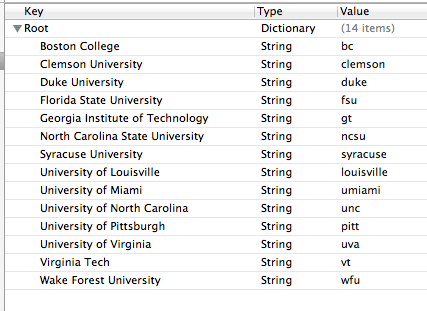 Key Type Value
Root Dictionary (14 items)
Boston College String bc
Clemson University String clemson
Duke University String duke
Florida State University String fsu
Georgia Institute of Technology String gt
North Carolina State University String ncsu
Syracuse University String syracuse
University of Louisville String louisville
University of Miami String umiami
University of North Carolina String unc
University of Pittsburgh String pitt
University of Virginia String uva
Virginia Tech String vt
Wake Forest University String wfu